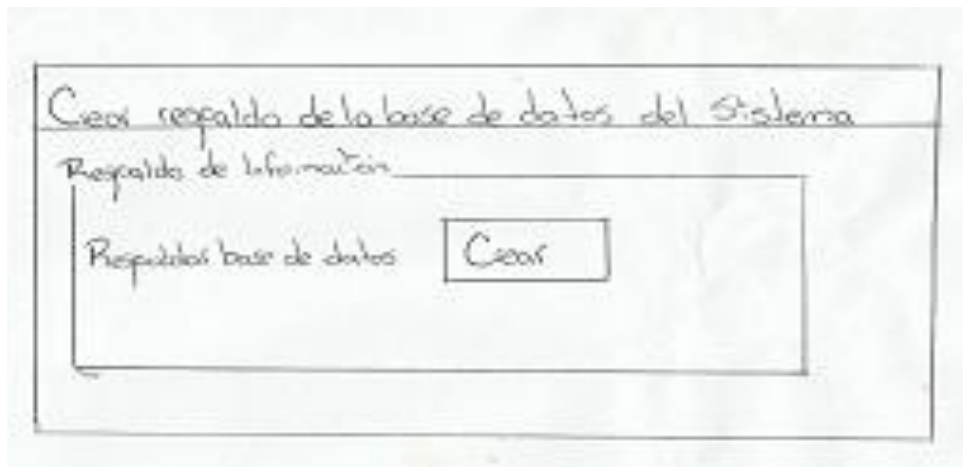 Crear respaldo de la base de datos del Sistema
Respaldo de Información
Respaldar base de datos
Crear